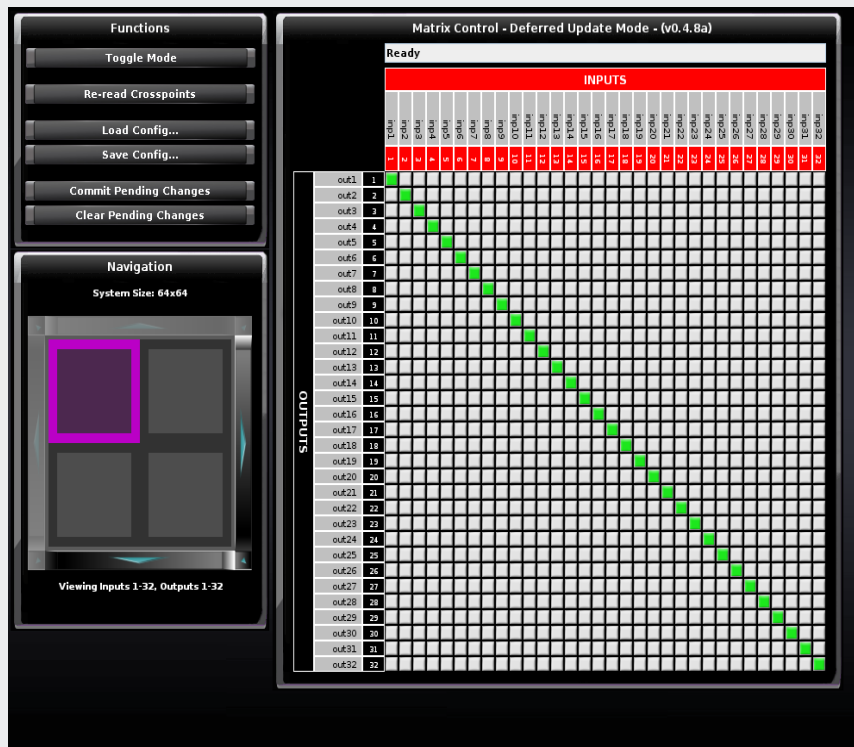 Functions
Toggle Mode
Re-read Crosspoints
Load Config...
Save Config...
Commit Pending Changes
Clear Pending Changes
Navigation
System Size: 64x64
Viewing Inputs 1-32, Outputs 1-32
Matrix Control - Deferred Update Mode - (v0.4.8a)
Ready
INPUTS
inp1 inp2 inp3 inp4 inp5 inp6 inp7 inp8 inp9 inp10 inp11 inp12 inp13 inp14 inp15 inp16 inp17 inp18 inp19 inp20 inp21 inp22 inp23 inp24 inp25 inp26 inp27 inp28 inp29 inp30 inp31 inp32
1 2 3 4 5 6 7 8 9 10 11 12 13 14 15 16 17 18 19 20 21 22 23 24 25 26 27 28 29 30 31 32
OUTPUTS
out1 1
out2 2
out3 3
out4 4
out5 5
out6 6
out7 7
out8 8
out9 9
out10 10
out11 11
out12 12
out13 13
out14 14
out15 15
out16 16
out17 17
out18 18
out19 19
out20 20
out21 21
out22 22
out23 23
out24 24
out25 25
out26 26
out27 27
out28 28
out29 29
out30 30
out31 31
out32 32